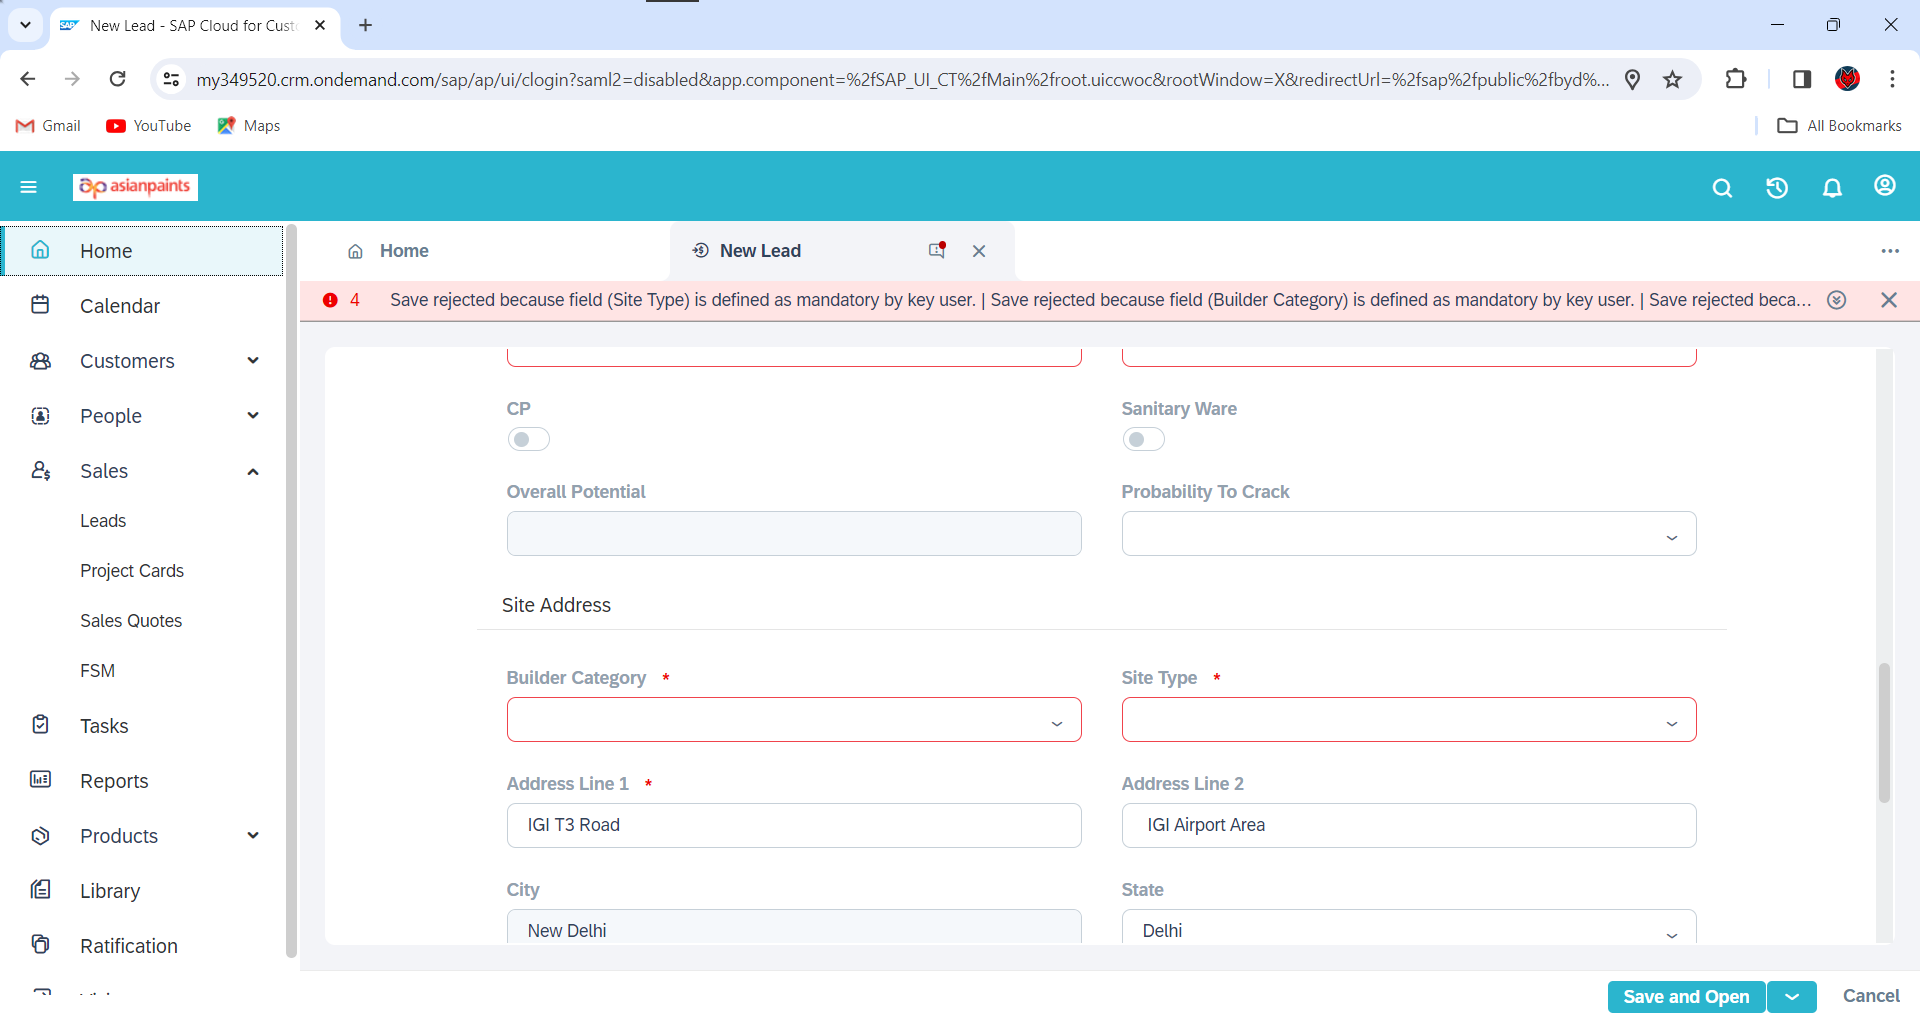 New Lead - SAP Cloud for Cust
my349520.crm.ondemand.com/sap/ap/ui/clogin?saml2=disabled&app.component=%2fSAP_UI_CT%2fMain%2froot.uiccwoc&rootWindow=X&redirectUrl=%2fsap%2fpublic%2fbyd%...
Gmail
YouTube
Maps
All Bookmarks
asianpaints
Home
Calendar
Customers
People
Sales
Leads
Project Cards
Sales Quotes
FSM
Tasks
Reports
Products
Library
Ratification
Home
New Lead
4 Save rejected because field (Site Type) is defined as mandatory by key user. | Save rejected because field (Builder Category) is defined as mandatory by key user. | Save rejected beca...
CP
Sanitary Ware
Overall Potential
Probability To Crack
Site Address
Builder Category *
Site Type *
Address Line 1 *
Address Line 2
IGI T3 Road
IGI Airport Area
City
State
New Delhi
Delhi
Save and Open
Cancel